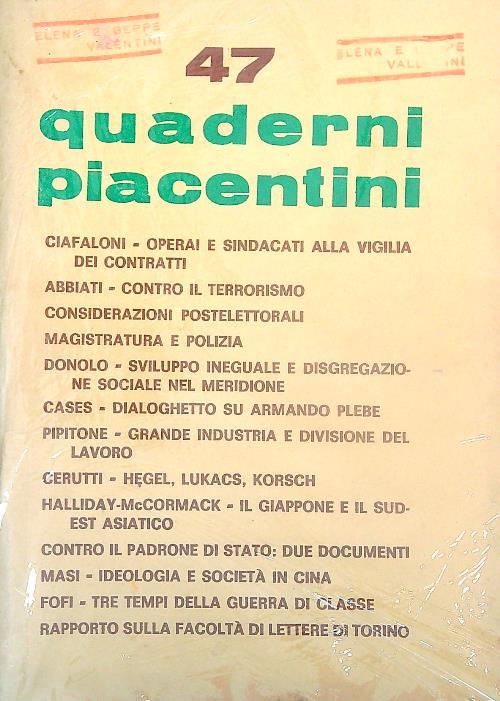 ELENA E BEPPE
VALENTINI
ELENA E
47
quaderni
piacentini
CIAFALONI - OPERAI E SINDACATI ALLA VIGILIA
DEI CONTRATTI
ABBIATI - CONTRO IL TERRORISMO
CONSIDERAZIONI POSTELETTORALI
MAGISTRATURA E POLIZIA
DONOLO - SVILUPPO INEGUALE E DISGREGAZIO-
NE SOCIALE NEL MERIDIONE
CASES - DIALOGHETTO SU ARMANDO PLEBE
PIPITONE - GRANDE INDUSTRIA E DIVISIONE DEL
LAVORO
CERUTTI - HEGEL, LUKACS, KORSCH
HALLIDAY-McCORMACK - IL GIAPPONE E IL SUD-
EST ASIATICO
CONTRO IL PADRONE DI STATO: DUE DOCUMENTI
MASI - IDEOLOGIA E SOCIETÀ IN CINA
FOFI - TRE TEMPI DELLA GUERRA DI CLASSE
RAPPORTO SULLA FACOLTÀ DI LETTERE DI TORINO